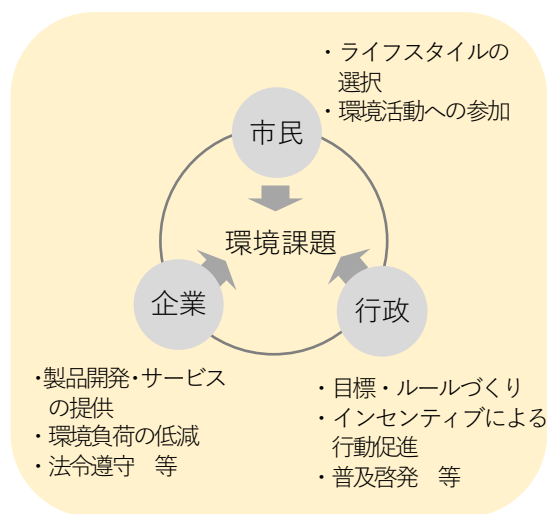 ・ライフスタイルの
選択
・環境活動への参加
市民
環境課題
企業
行政
・製品開発・サービス
の提供
・環境負荷の低減
・法令遵守　等
・目標・ルールづくり
・インセンティブによる
行動促進
・普及啓発　等